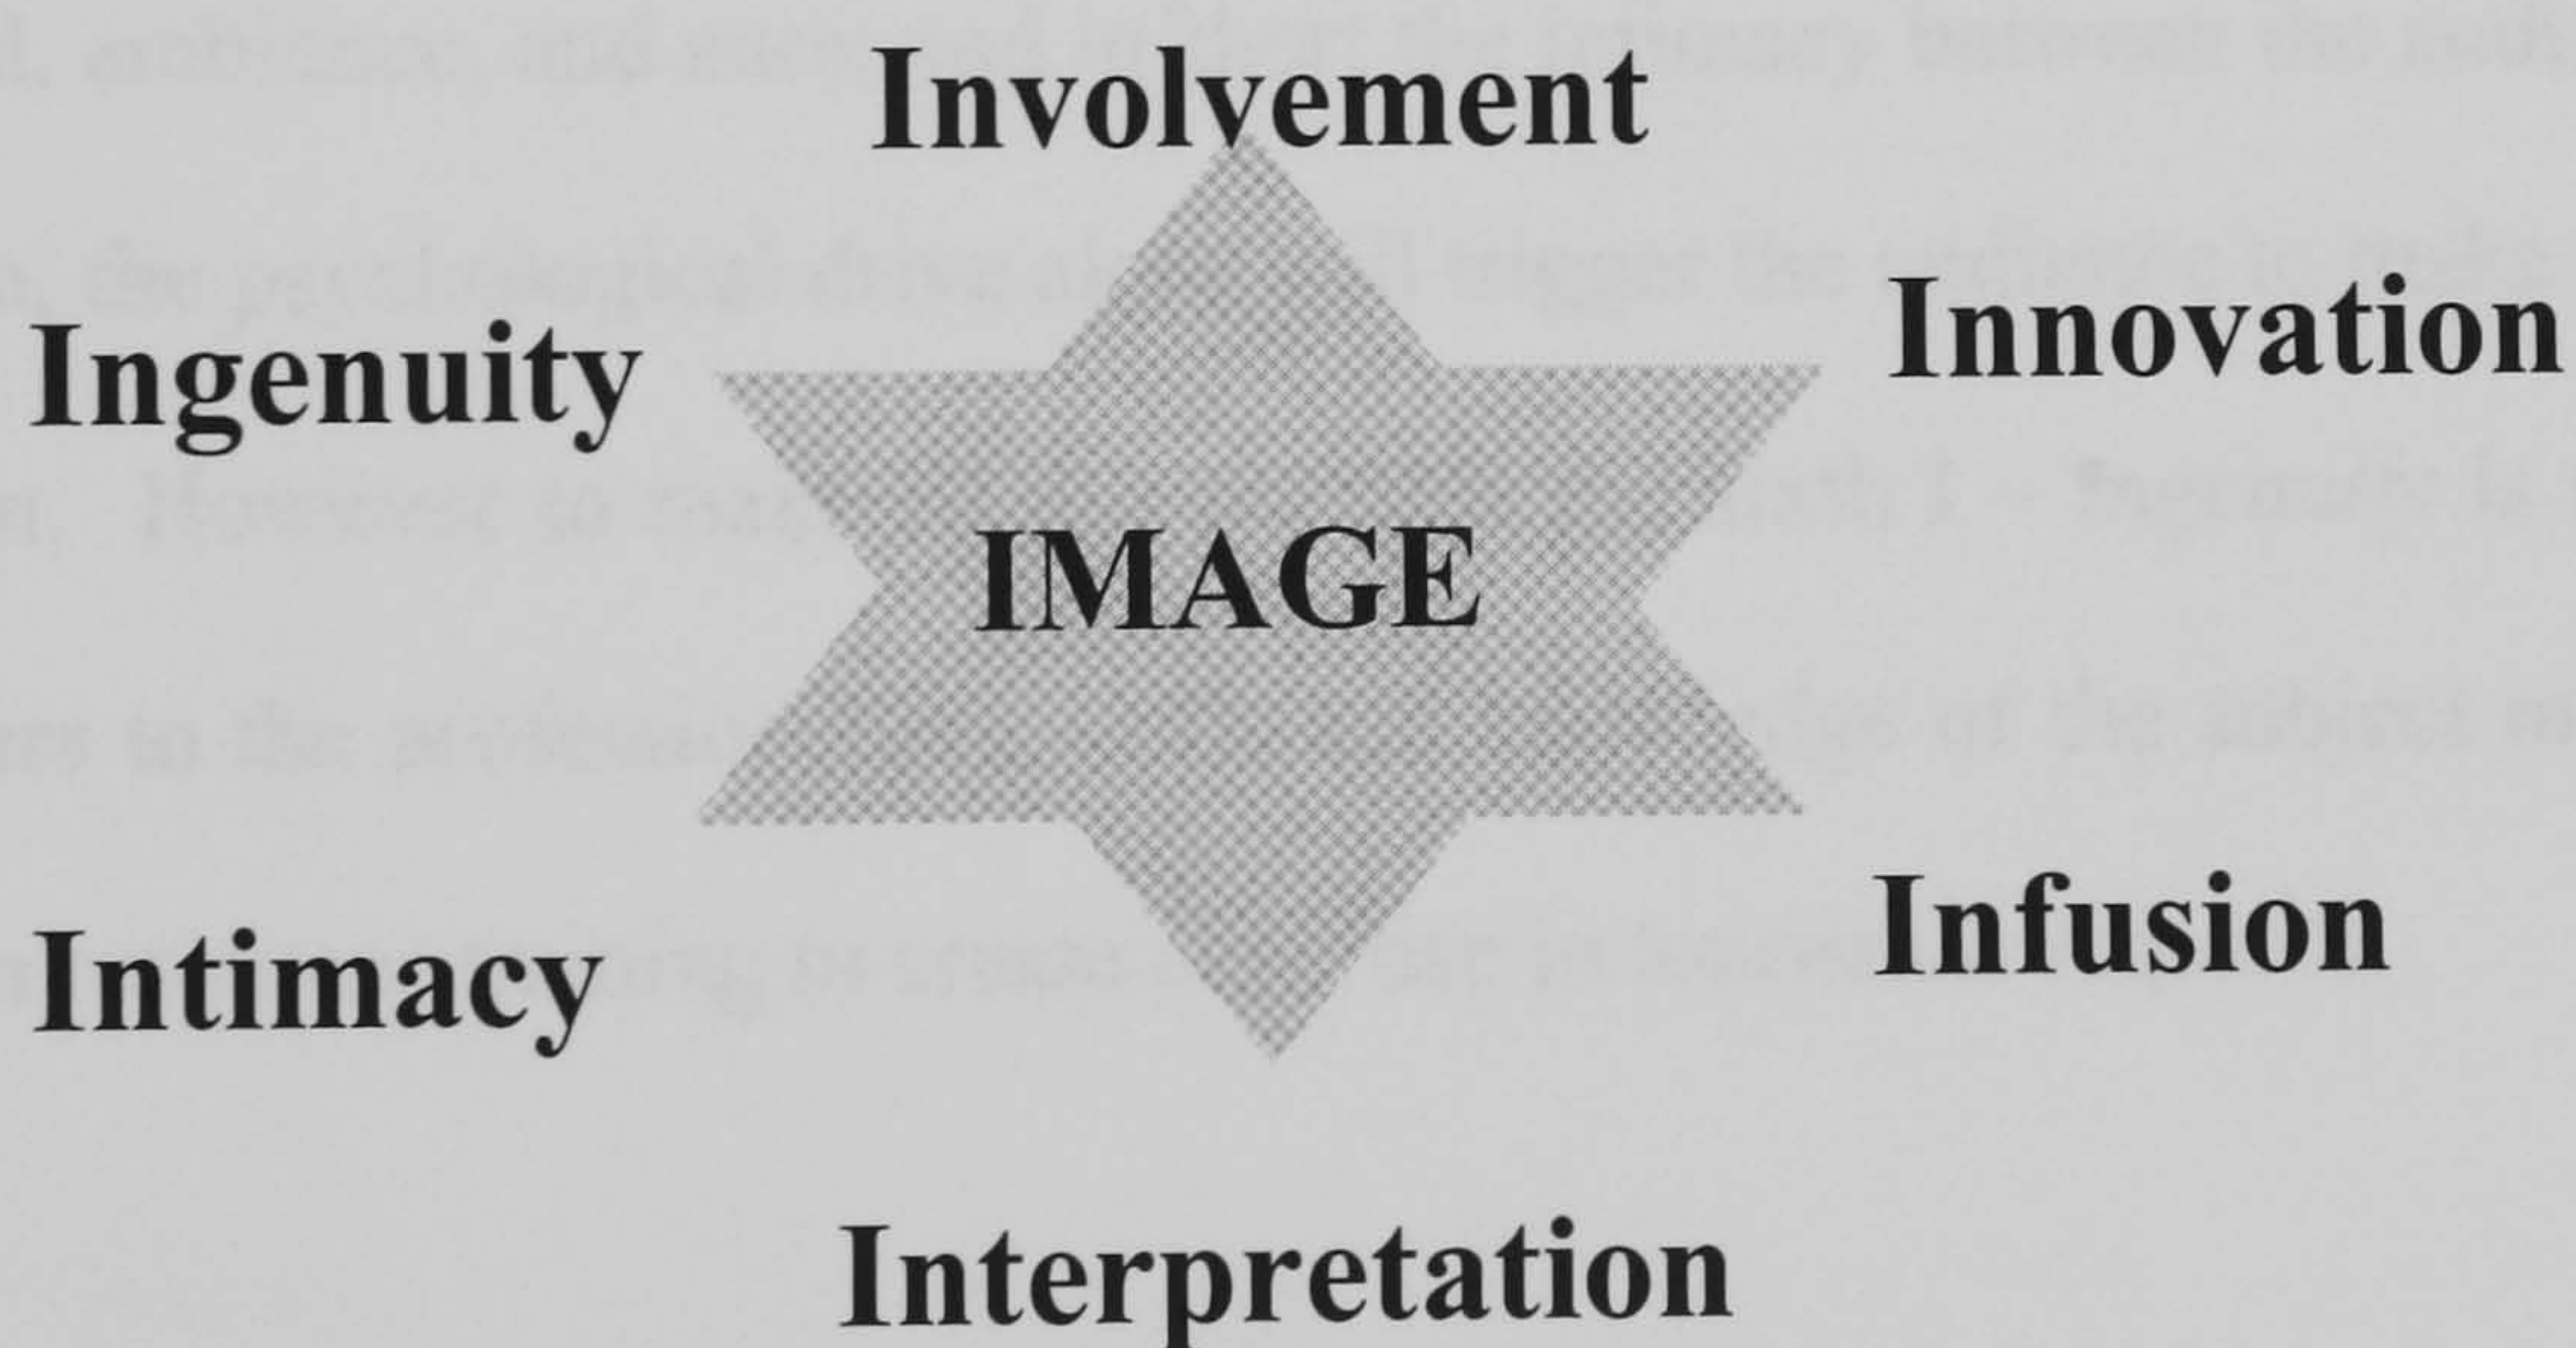 Involvement
Ingenuity
Innovation
IMAGE
Intimacy
Infusion
Interpretation